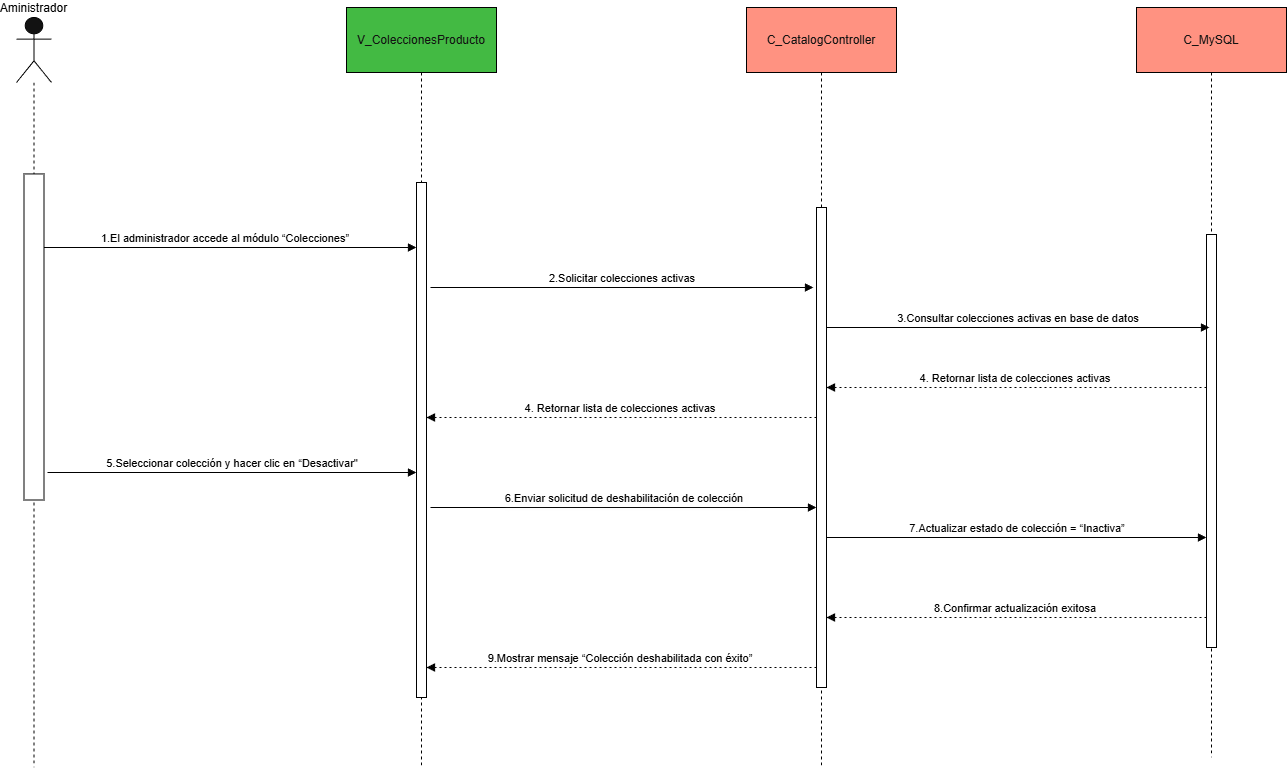 Aministrador
V_ColeccionesProducto
C_CatalogController
C_MySQL
1.El administrador accede al módulo “Colecciones”
2.Solicitar colecciones activas
3.Consultar colecciones activas en base de datos
4. Retornar lista de colecciones activas
4. Retornar lista de colecciones activas
5.Seleccionar colección y hacer clic en “Desactivar”
6.Enviar solicitud de deshabilitación de colección
7.Actualizar estado de colección = “Inactiva”
8.Confirmar actualización exitosa
9.Mostrar mensaje “Colección deshabilitada con éxito”